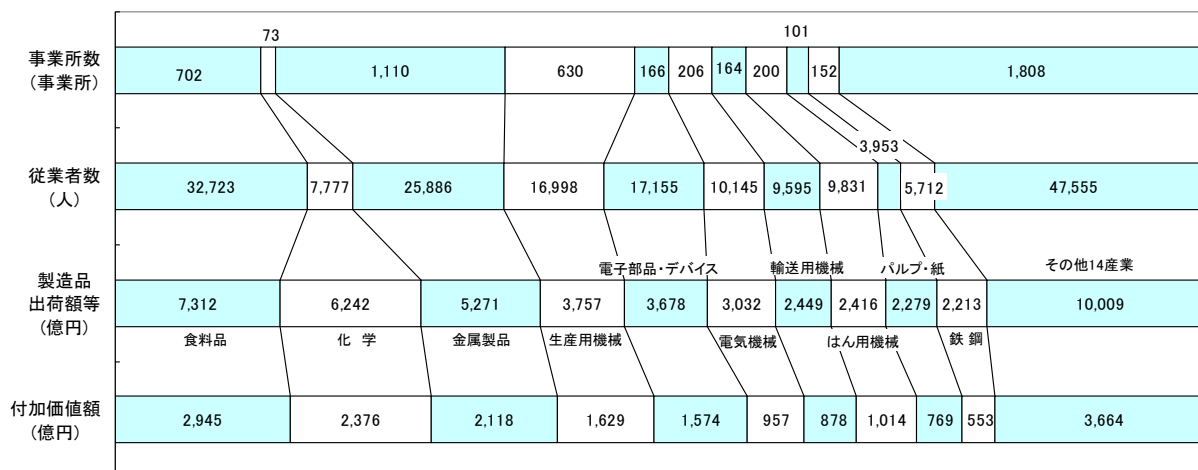 73
101
事業所数
(事業所)
702
1,110
630
166
206
164
200
152
1,808
3,953
従業者数
(人)
32,723
7,777
25,886
16,998
17,155
10,145
9,595
9,831
5,712
47,555
電子部品・デバイス
輸送用機械
パルプ・紙
その他14産業
製造品
出荷額等
(億円)
7,312
6,242
5,271
3,757
3,678
3,032
2,449
2,416
2,279
2,213
10,009
食料品
化 学
金属製品
生産用機械
電気機械
はん用機械
鉄 鋼
付加価値額
(億円)
2,945
2,376
2,118
1,629
1,574
957
878
1,014
769
553
3,664